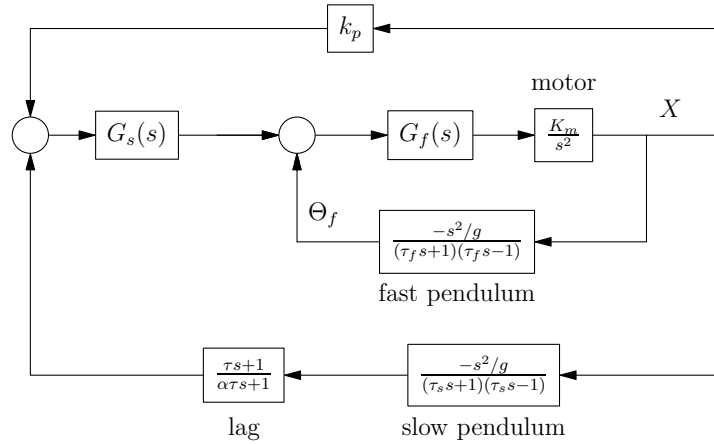 k_p
motor
X
G_s(s)
G_f(s)
K_m/s^2
Θ_f
-s^2/g
(τ_f s+1)(τ_f s-1)
fast pendulum
τs+1
ατs+1
-s^2/g
(τ_s s+1)(τ_s s-1)
lag
slow pendulum